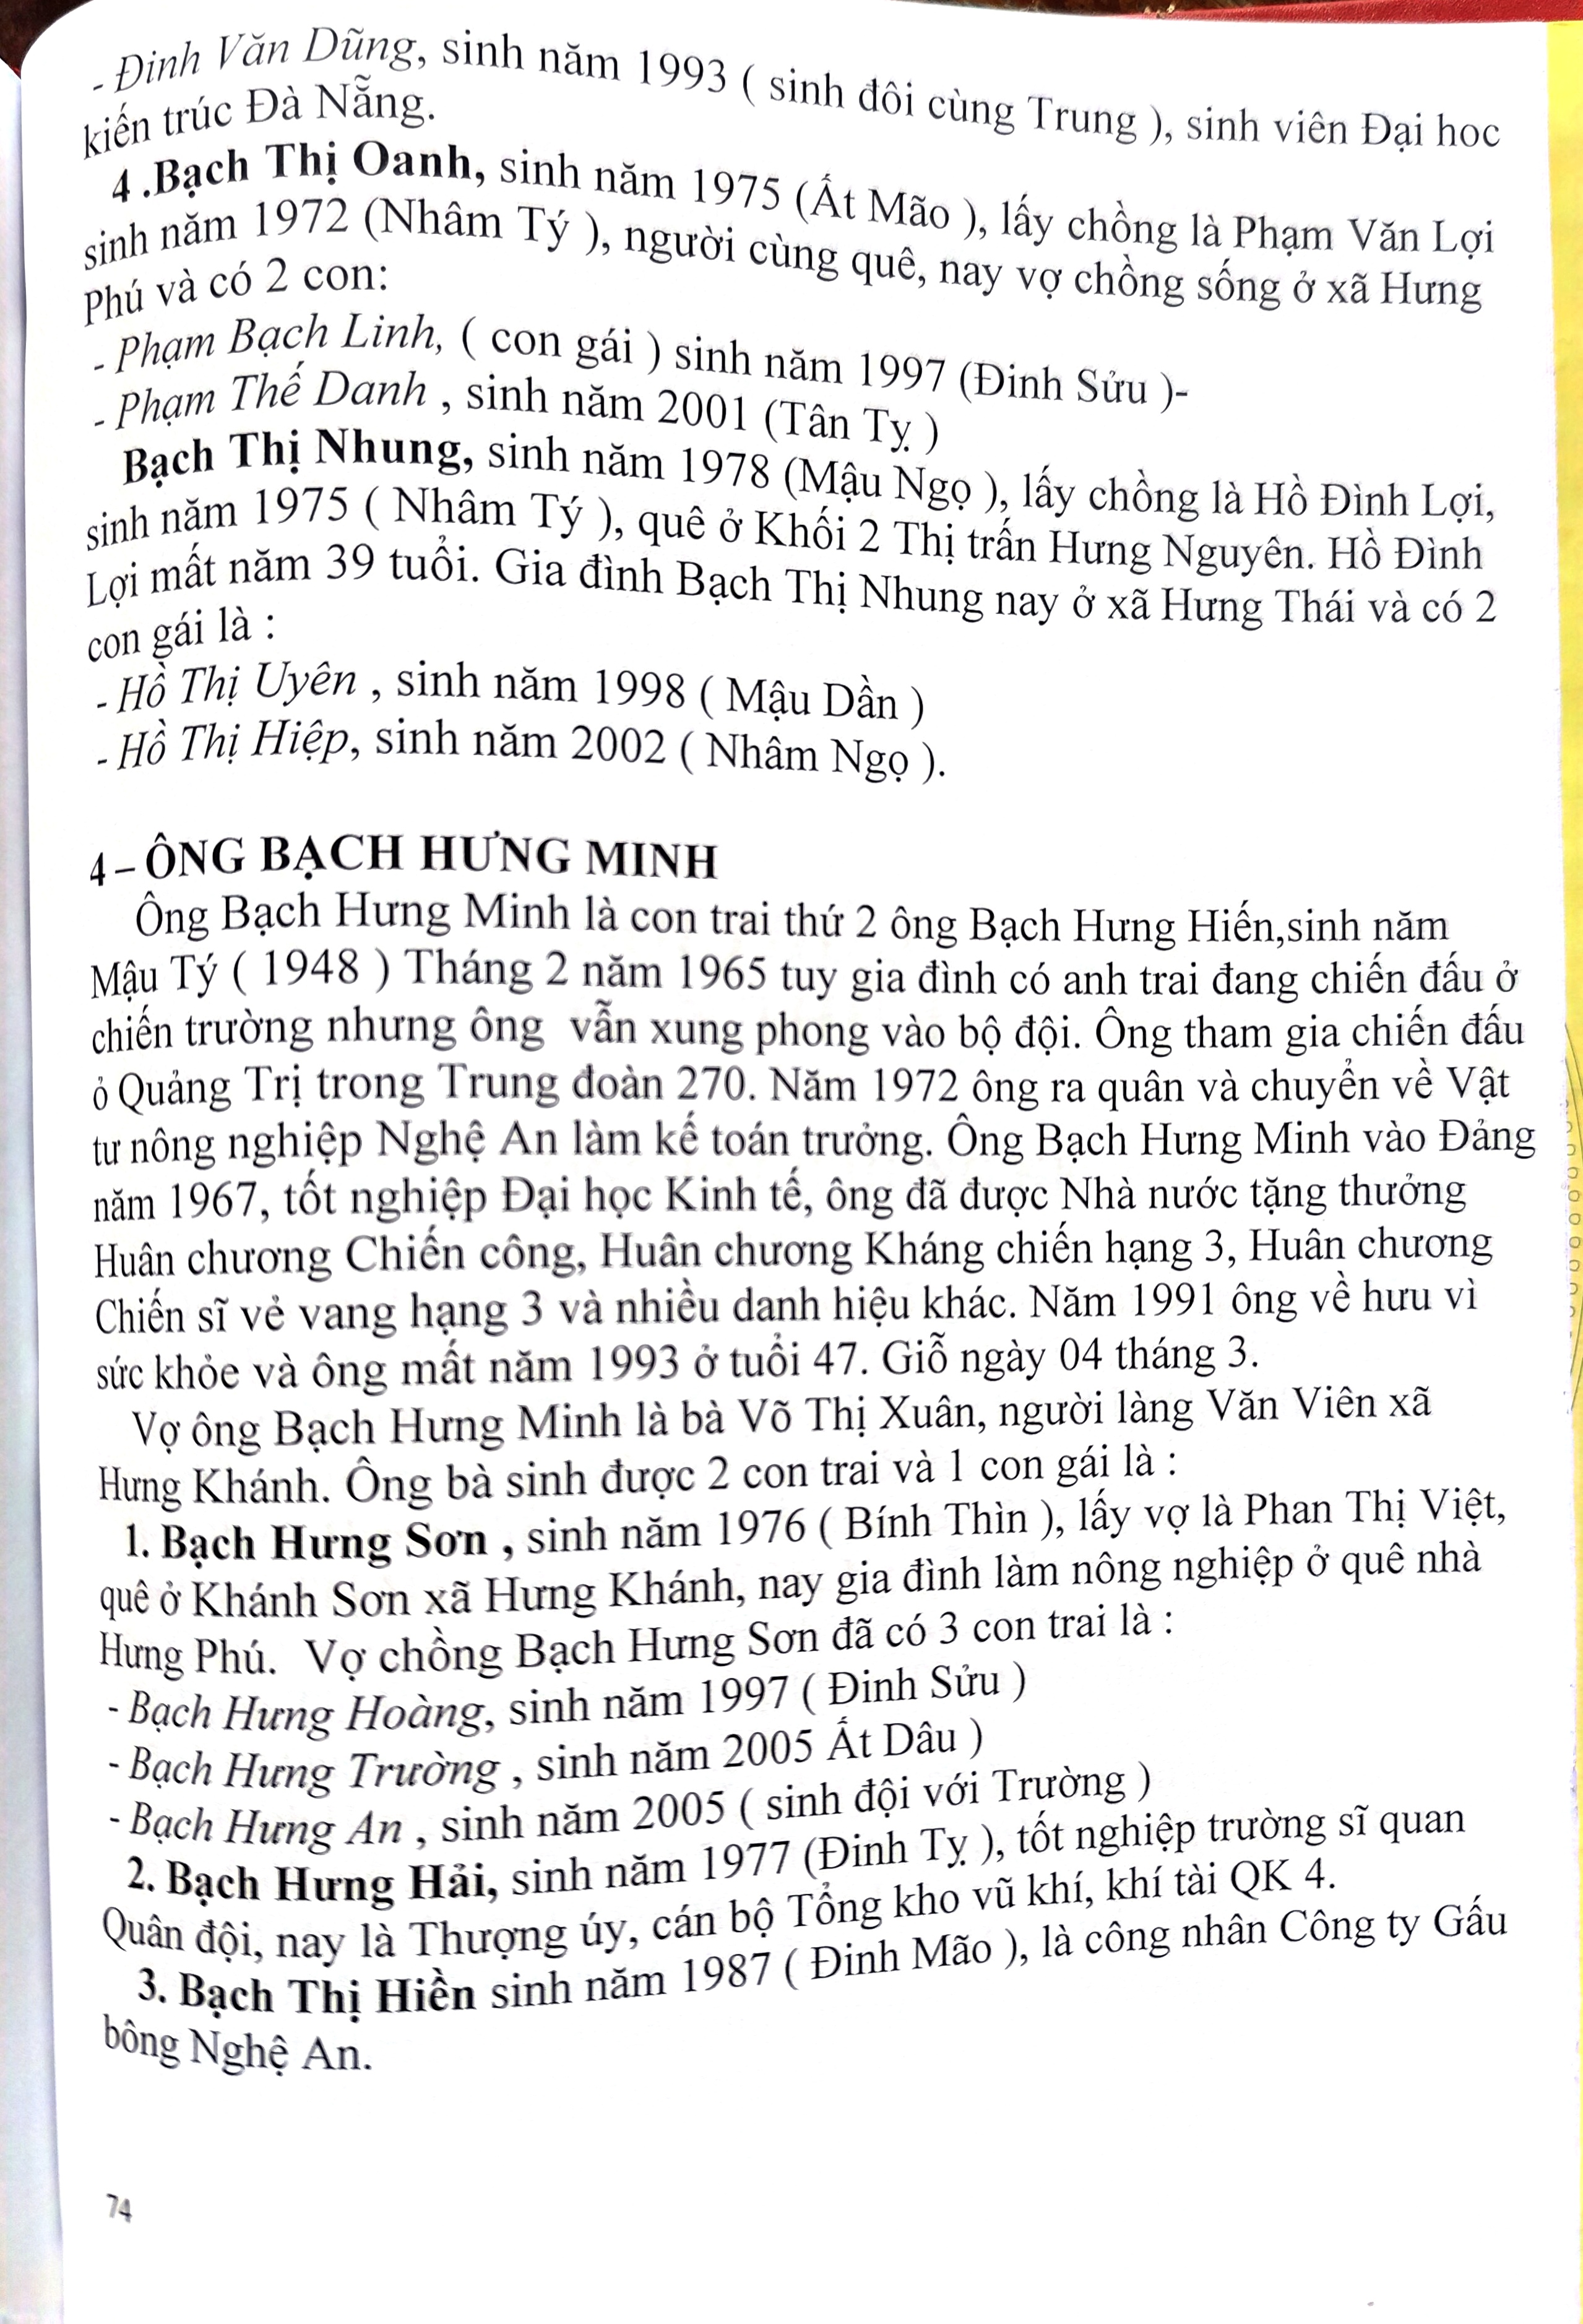 - Đinh Văn Dũng, sinh năm 1993 ( sinh đôi cùng Trung ), sinh viên Đại hoc
kiến trúc Đà Nẵng.
4 .Bạch Thị Oanh, sinh năm 1975 (Ất Mão ), lấy chồng là Phạm Văn Lợi
sinh năm 1972 (Nhâm Tý ), người cùng quê, nay vợ chồng sống ở xã Hưng
Phú và có 2 con:
- Phạm Bạch Linh, ( con gái ) sinh năm 1997 (Đinh Sửu )-
- Phạm Thế Danh , sinh năm 2001 (Tân Tỵ )
Bạch Thị Nhung, sinh năm 1978 (Mậu Ngọ ), lấy chồng là Hồ Đình Lợi,
sinh năm 1975 ( Nhâm Tý ), quê ở Khối 2 Thị trấn Hưng Nguyên. Hồ Đình
Lợi mất năm 39 tuổi. Gia đình Bạch Thị Nhung nay ở xã Hưng Thái và có 2
con gái là :
- Hồ Thị Uyên , sinh năm 1998 ( Mậu Dần )
- Hồ Thị Hiệp, sinh năm 2002 ( Nhâm Ngọ ).
4 – ÔNG BẠCH HƯNG MINH
Ông Bạch Hưng Minh là con trai thứ 2 ông Bạch Hưng Hiến,sinh năm
Mậu Tý ( 1948 ) Tháng 2 năm 1965 tuy gia đình có anh trai đang chiến đấu ở
chiến trường nhưng ông vẫn xung phong vào bộ đội. Ông tham gia chiến đấu
ỏ Quảng Trị trong Trung đoàn 270. Năm 1972 ông ra quân và chuyển về Vật
tư nông nghiệp Nghệ An làm kế toán trưởng. Ông Bạch Hưng Minh vào Đảng
năm 1967, tốt nghiệp Đại học Kinh tế, ông đã được Nhà nước tặng thưởng
Huân chương Chiến công, Huân chương Kháng chiến hạng 3, Huân chương
Chiến sĩ vẻ vang hạng 3 và nhiều danh hiệu khác. Năm 1991 ông về hưu vì
sức khỏe và ông mất năm 1993 ở tuổi 47. Giỗ ngày 04 tháng 3.
Vợ ông Bạch Hưng Minh là bà Võ Thị Xuân, người làng Văn Viên xã
Hưng Khánh. Ông bà sinh được 2 con trai và 1 con gái là :
1. Bạch Hưng Sơn , sinh năm 1976 ( Bính Thìn ), lấy vợ là Phan Thị Việt,
quê ở Khánh Sơn xã Hưng Khánh, nay gia đình làm nông nghiệp ở quê nhà
Hưng Phú. Vợ chồng Bạch Hưng Sơn đã có 3 con trai là :
- Bạch Hưng Hoàng, sinh năm 1997 ( Đinh Sửu )
- Bạch Hưng Trường , sinh năm 2005 Ất Dâu )
- Bạch Hưng An , sinh năm 2005 ( sinh đội với Trường )
2. Bạch Hưng Hải, sinh năm 1977 (Đinh Tỵ ), tốt nghiệp trường sĩ quan
Quân đội, nay là Thượng úy, cán bộ Tổng kho vũ khí, khí tài QK 4.
3. Bạch Thị Hiền sinh năm 1987 ( Đinh Mão ), là công nhân Công ty Gấu
bông Nghệ An.
74